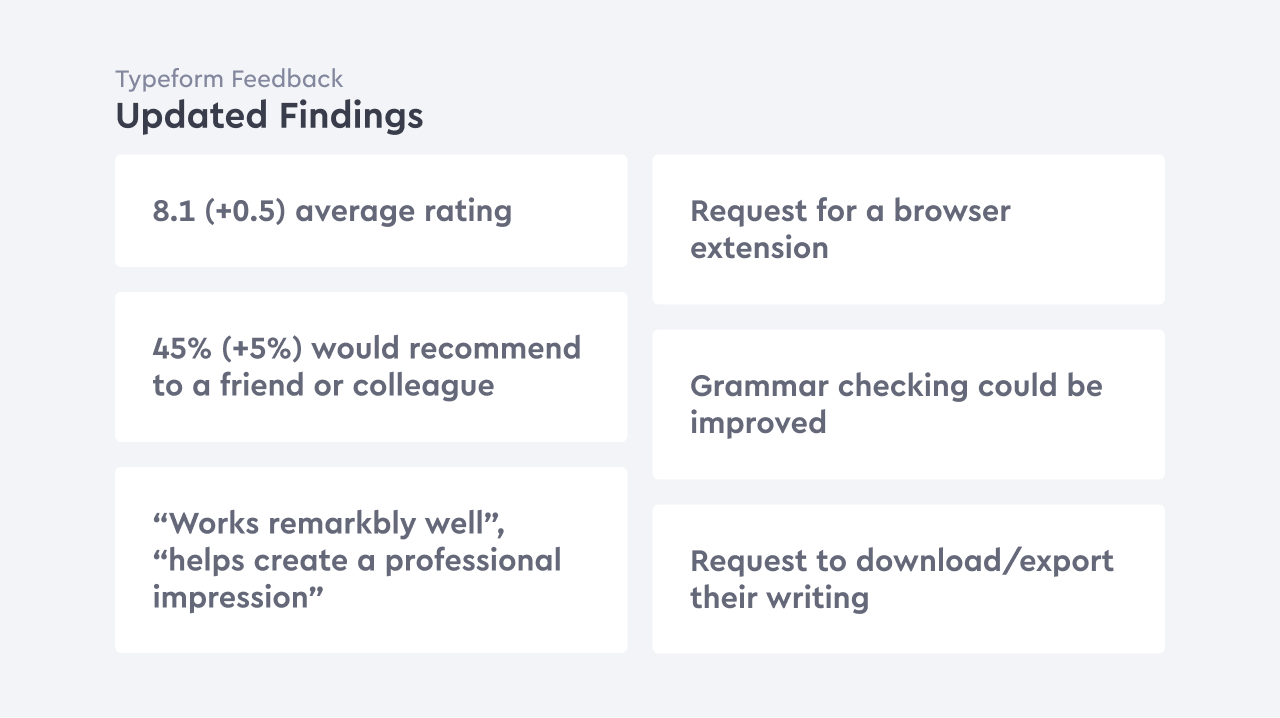 Typeform Feedback
Updated Findings
8.1 (+0.5) average rating
45% (+5%) would recommend
to a friend or colleague
“Works remarkbly well”,
“helps create a professional
impression”
Request for a browser
extension
Grammar checking could be
improved
Request to download/export
their writing